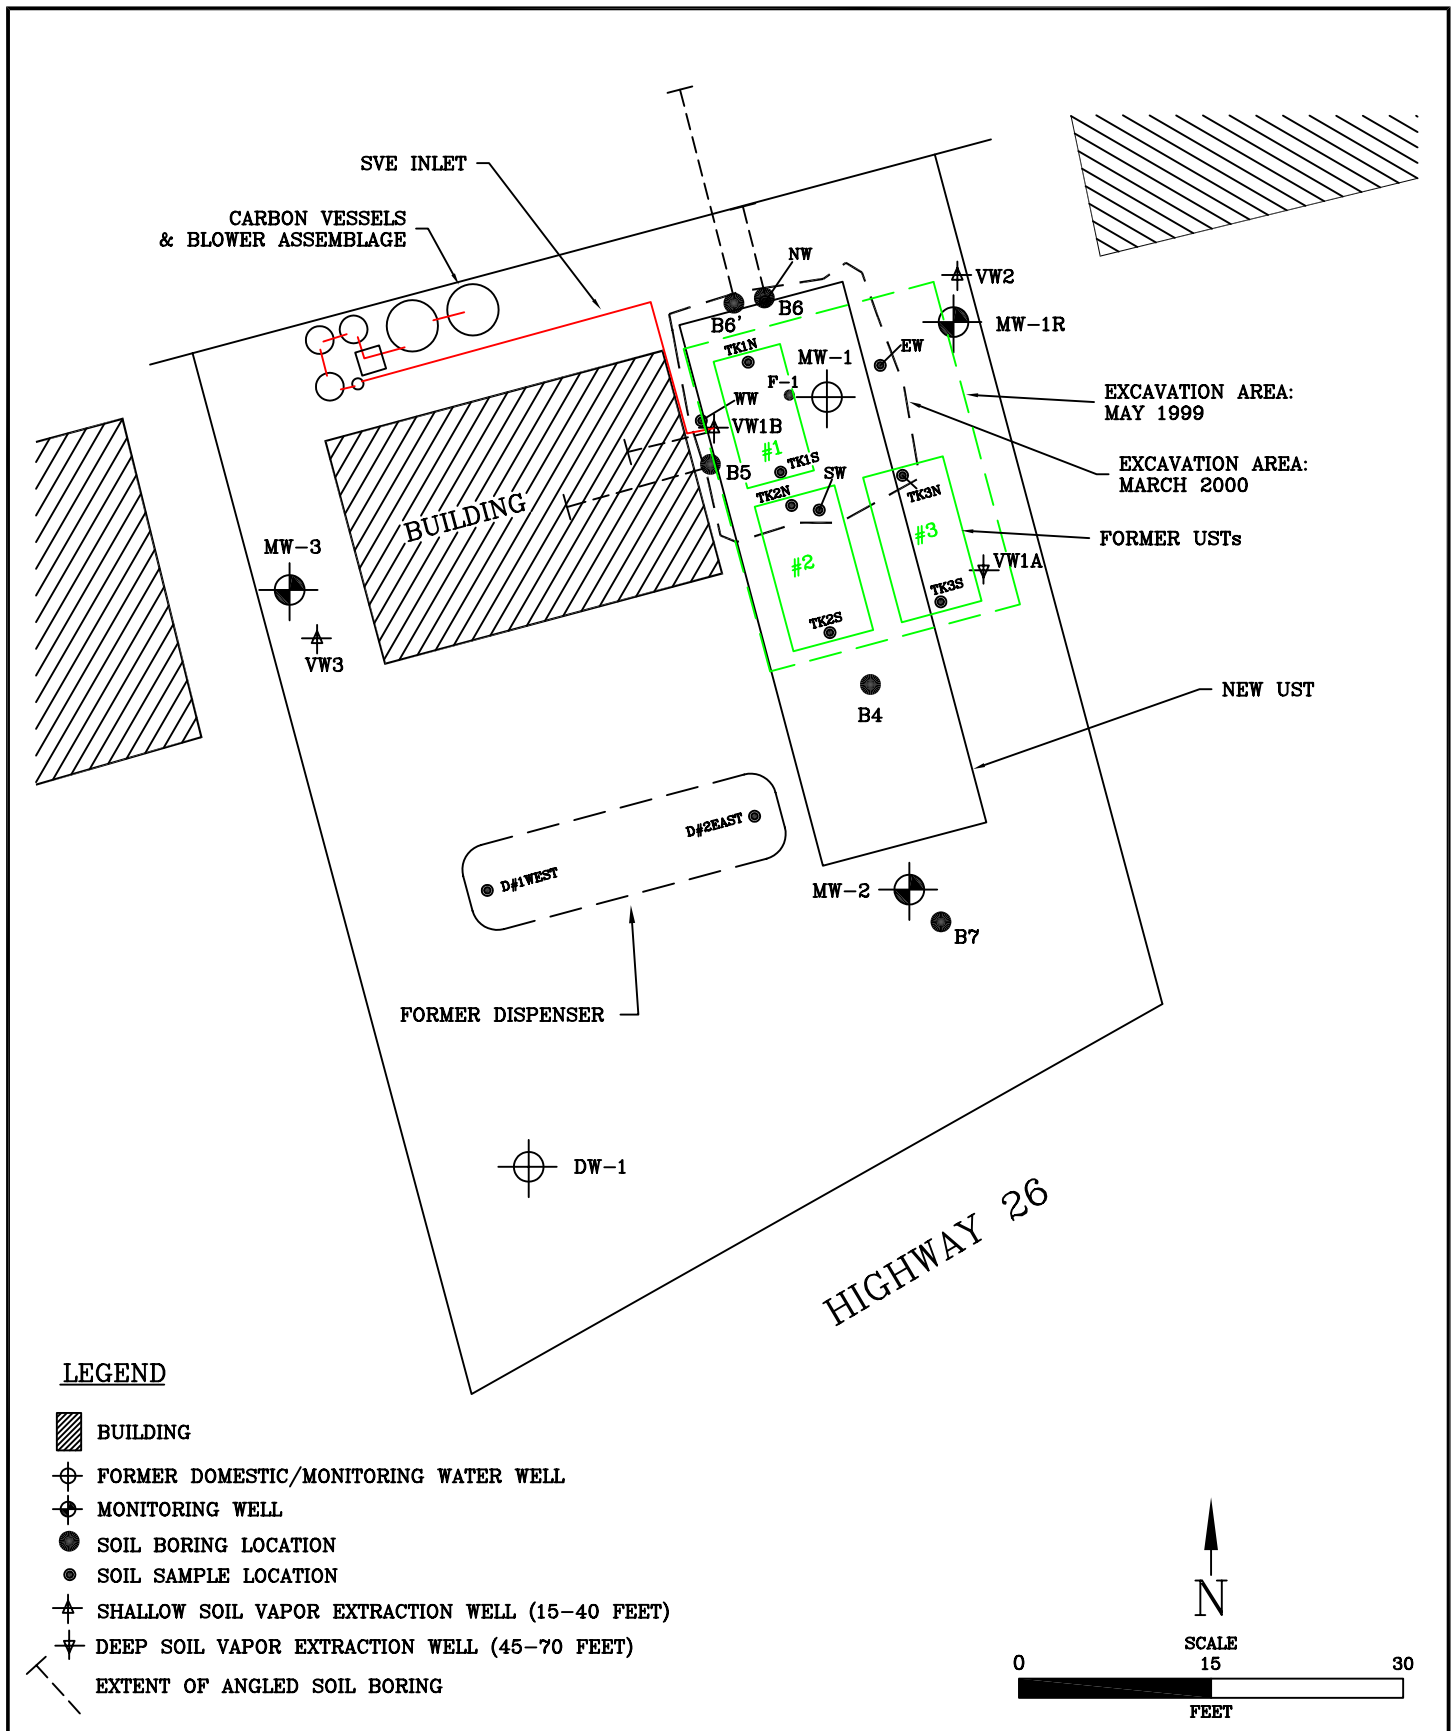 SVE INLET
CARBON VESSELS
& BLOWER ASSEMBLAGE
NW
VW2
B6'
B6
MW-1R
TK1N
MW-1
EW
F-1
EXCAVATION AREA:
MAY 1999
WW
VW1B
#1
TK1S
B5
SW
EXCAVATION AREA:
MARCH 2000
TK2N
TK3N
BUILDING
#3
FORMER USTs
MW-3
#2
VW1A
TK3S
TK2S
VW3
NEW UST
B4
D#2EAST
D#1WEST
MW-2
B7
FORMER DISPENSER
DW-1
HIGHWAY 26
LEGEND
BUILDING
FORMER DOMESTIC/MONITORING WATER WELL
MONITORING WELL
SOIL BORING LOCATION
SOIL SAMPLE LOCATION
SHALLOW SOIL VAPOR EXTRACTION WELL (15-40 FEET)
DEEP SOIL VAPOR EXTRACTION WELL (45-70 FEET)
EXTENT OF ANGLED SOIL BORING
N
SCALE
0 15 30
FEET